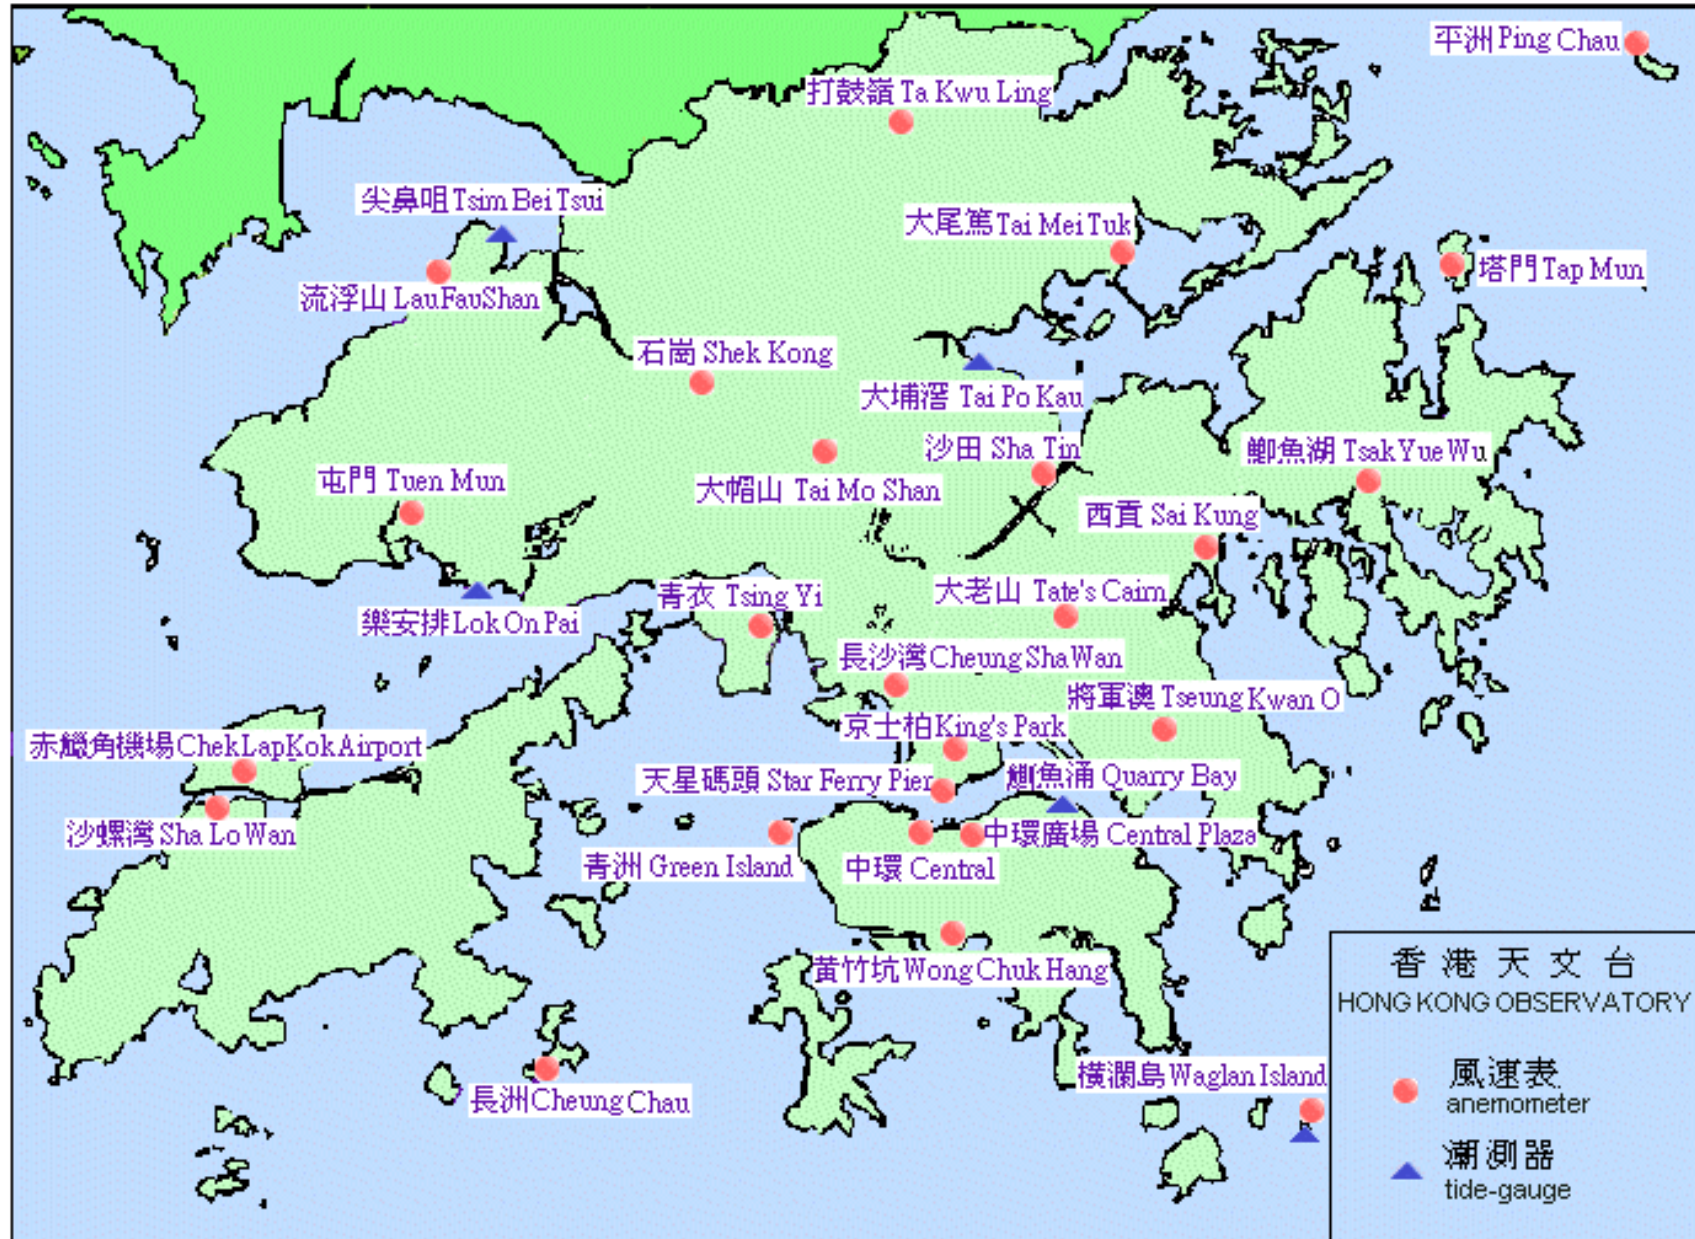 平洲 Ping Chau
打鼓嶺 Ta Kwu Ling
尖鼻咀 Tsim Bei Tsui
大尾篤 Tai Mei Tuk
塔門 Tap Mun
流浮山 Lau Fau Shan
石崗 Shek Kong
大埔滘 Tai Po Kau
沙田 Sha Tin
鯽魚湖 Tsak Yue Wu
屯門 Tuen Mun
大帽山 Tai Mo Shan
西貢 Sai Kung
青衣 Tsing Yi
大老山 Tate's Cairn
樂安排 Lok On Pai
長沙灣 Cheung Sha Wan
將軍澳 Tseung Kwan O
京士柏 King's Park
赤鱲角機場 Chek Lap Kok Airport
天星碼頭 Star Ferry Pier
鰂魚涌 Quarry Bay
沙螺灣 Sha Lo Wan
中環廣場 Central Plaza
青洲 Green Island
中環 Central
黃竹坑 Wong Chuk Hang
橫瀾島 Waglan Island
長洲 Cheung Chau
香港天文台
HONG KONG OBSERVATORY
風速表
anemometer
潮測器
tide-gauge